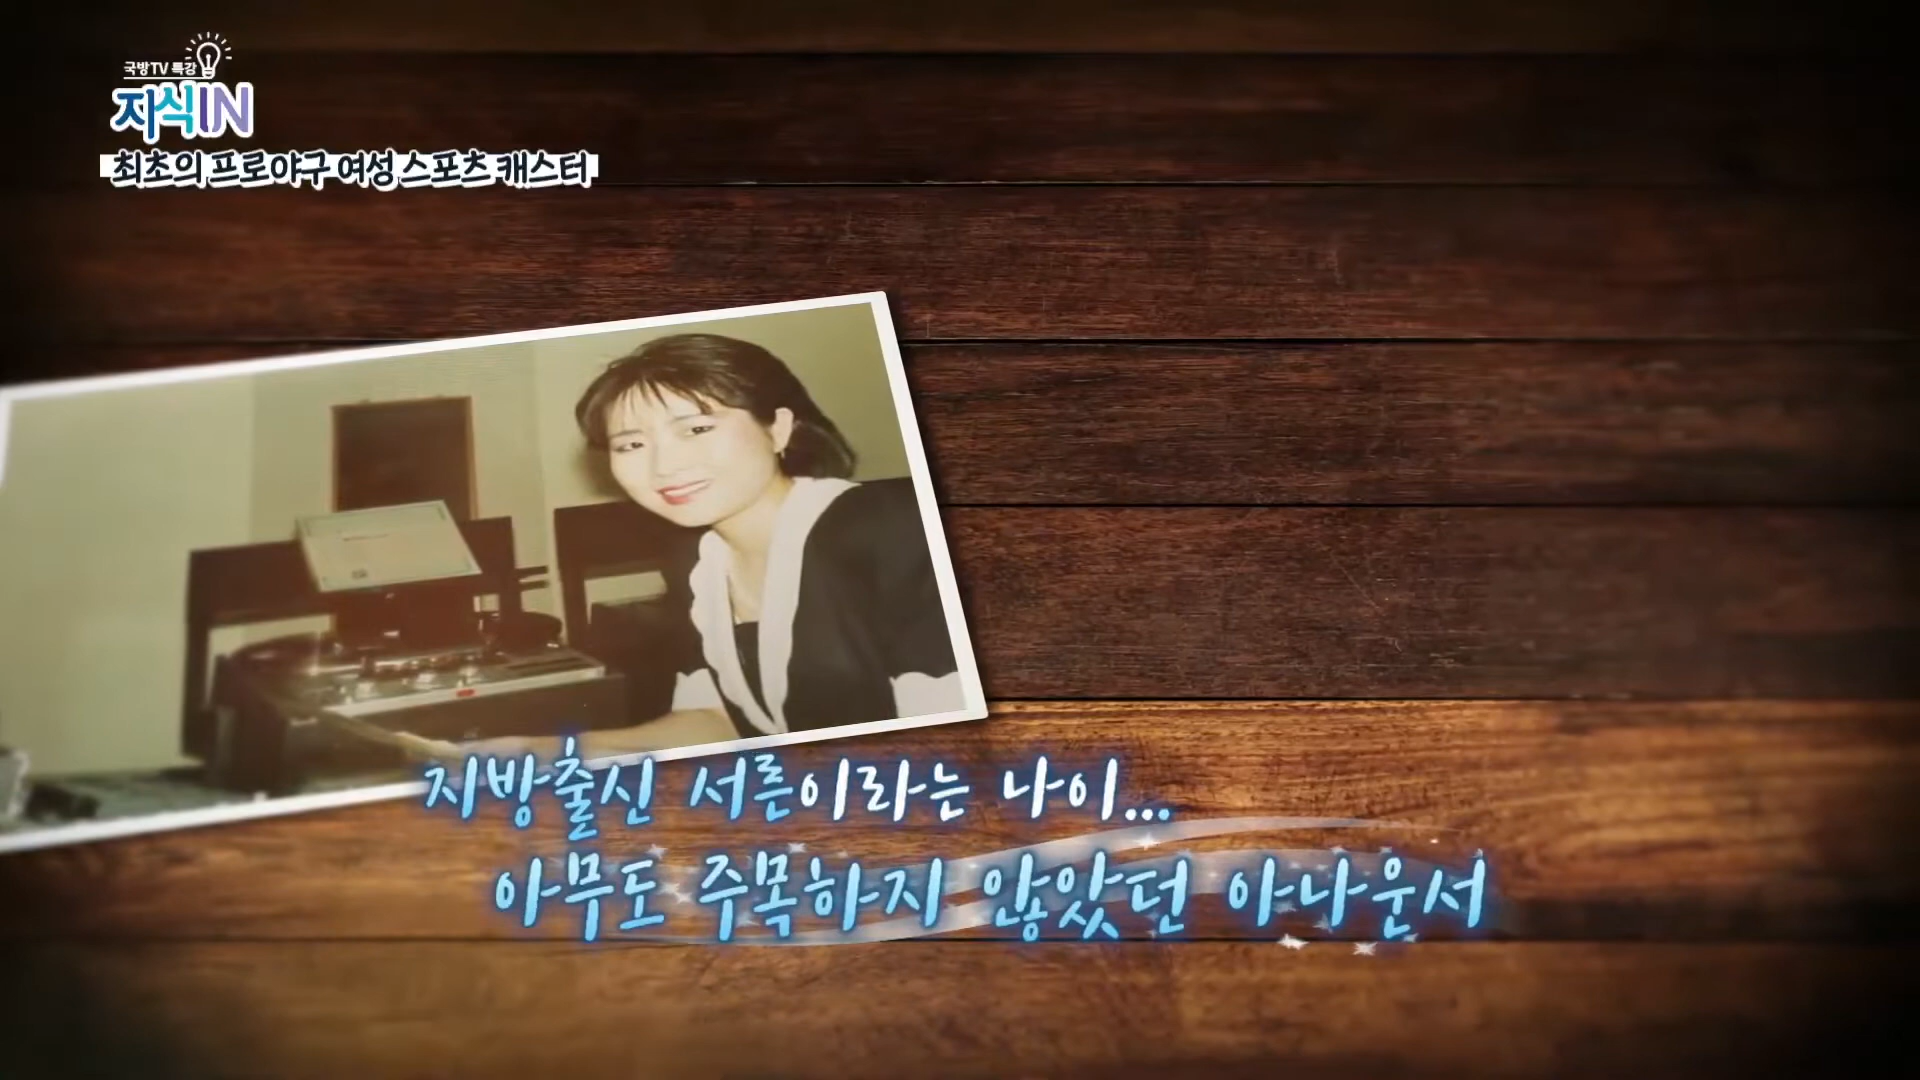 국방TV 특강
지식IN
최초의 프로야구 여성 스포츠 캐스터
지방출신 서른이라는 나이...
아무도 주목하지 않았던 아나운서